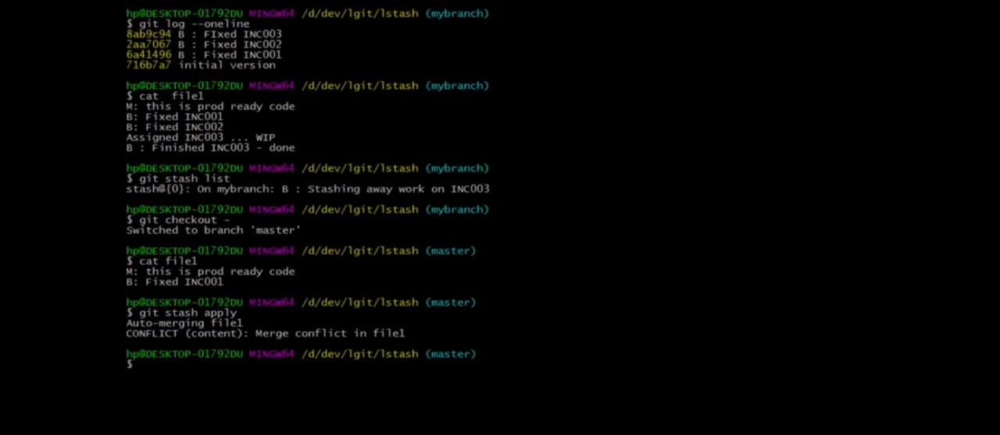 hp@DESKTOP-01792DU MINGW64 /d/dev/lgit/lstash (mybranch)
$ git log --oneline
8ab9c94 B : FIxed INC003
2aa7067 B : Fixed INC002
6a41496 B : Fixed INC001
716b7a7 initial version
hp@DESKTOP-01792DU MINGW64 /d/dev/lgit/lstash (mybranch)
$ cat  file1
M: this is prod ready code
B: Fixed INC001
B: Fixed INC002
Assigned INC003 ... WIP
B : Finished INC003 - done
hp@DESKTOP-01792DU MINGW64 /d/dev/lgit/lstash (mybranch)
$ git stash list
stash@{0}: On mybranch: B : Stashing away work on INC003
hp@DESKTOP-01792DU MINGW64 /d/dev/lgit/lstash (mybranch)
$ git checkout -
Switched to branch 'master'
hp@DESKTOP-01792DU MINGW64 /d/dev/lgit/lstash (master)
$ cat file1
M: this is prod ready code
B: Fixed INC001
hp@DESKTOP-01792DU MINGW64 /d/dev/lgit/lstash (master)
$ git stash apply
Auto-merging file1
CONFLICT (content): Merge conflict in file1
hp@DESKTOP-01792DU MINGW64 /d/dev/lgit/lstash (master)
$